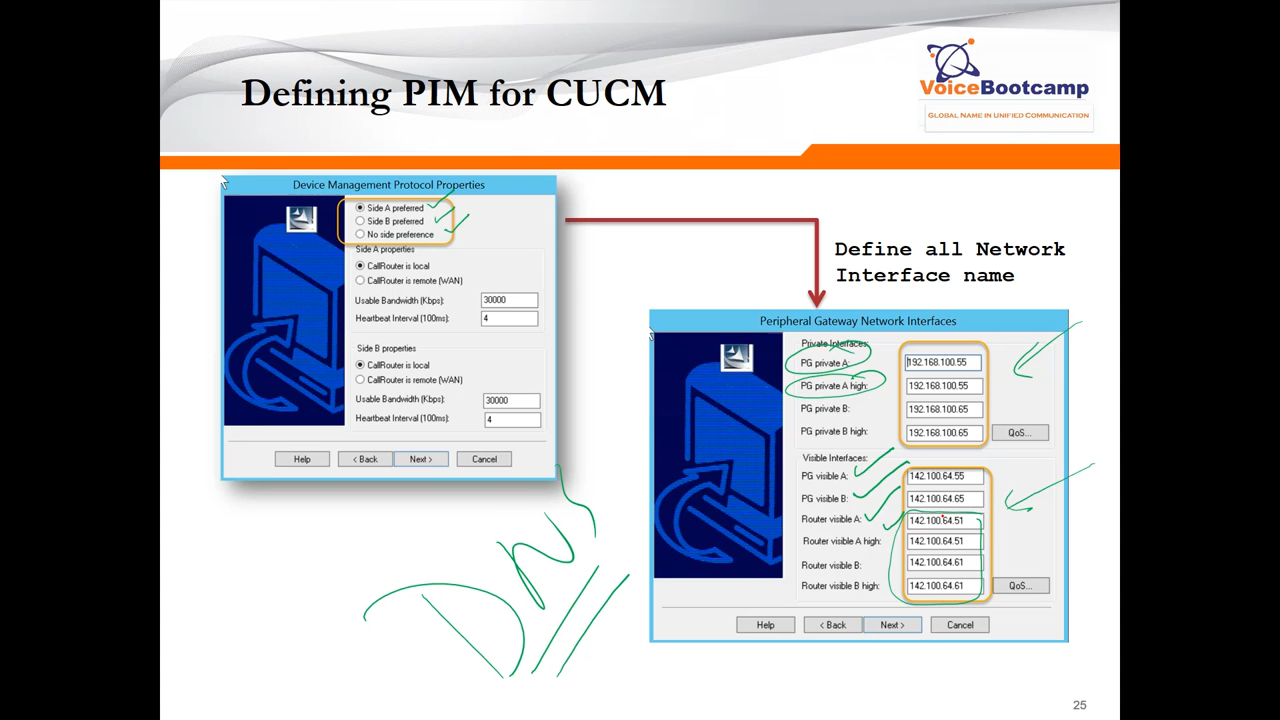 Defining PIM for CUCM
VoiceBootcamp
GLOBAL NAME IN UNIFIED COMMUNICATION
Device Management Protocol Properties
Side A preferred
Side B preferred
No side preference
Side A properties
CallRouter is local
CallRouter is remote (WAN)
Usable Bandwidth (Kbps): 30000
Heartbeat Interval (100ms): 4
Side B properties
CallRouter is local
CallRouter is remote (WAN)
Usable Bandwidth (Kbps): 30000
Heartbeat Interval (100ms): 4
Help < Back Next > Cancel
Define all Network
Interface name
Peripheral Gateway Network Interfaces
Private Interfaces:
PG private A: 192.168.100.55
PG private A high: 192.168.100.55
PG private B: 192.168.100.65
PG private B high: 192.168.100.65 QoS...
Visible Interfaces:
PG visible A: 142.100.64.55
PG visible B: 142.100.64.65
Router visible A: 142.100.64.51
Router visible A high: 142.100.64.51
Router visible B: 142.100.64.61
Router visible B high: 142.100.64.61 QoS...
Help < Back Next > Cancel
DNS
25